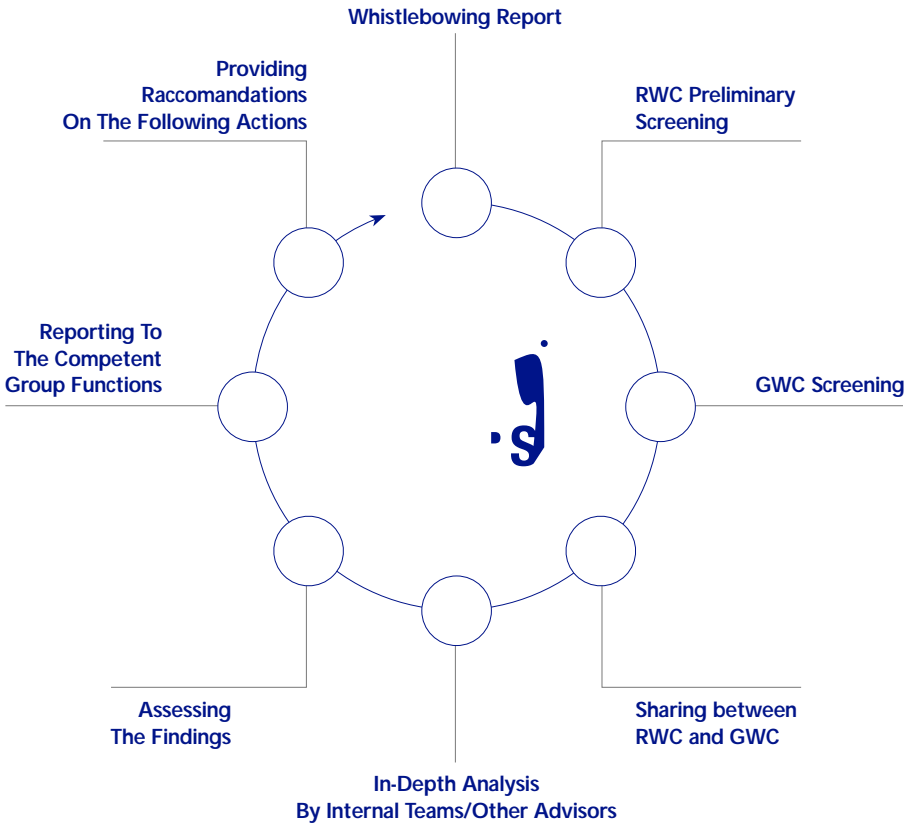 Whistlebowing Report
RWC Preliminary
Screening
GWC Screening
Sharing between
RWC and GWC
In-Depth Analysis
By Internal Teams/Other Advisors
Assessing
The Findings
Reporting To
The Competent
Group Functions
Providing
Raccomandations
On The Following Actions